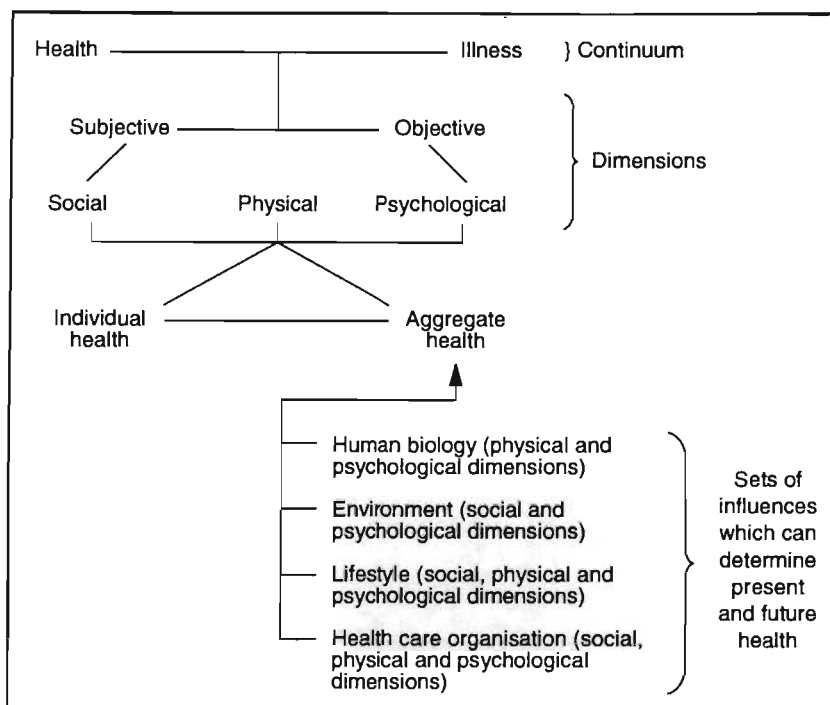 Health
Illness
} Continuum
Subjective
Objective
Dimensions
Social
Physical
Psychological
Individual
health
Aggregate
health
Human biology (physical and
psychological dimensions)
Environment (social and
psychological dimensions)
Lifestyle (social, physical and
psychological dimensions)
Health care organisation (social,
physical and psychological
dimensions)
Sets of
influences
which can
determine
present
and future
health